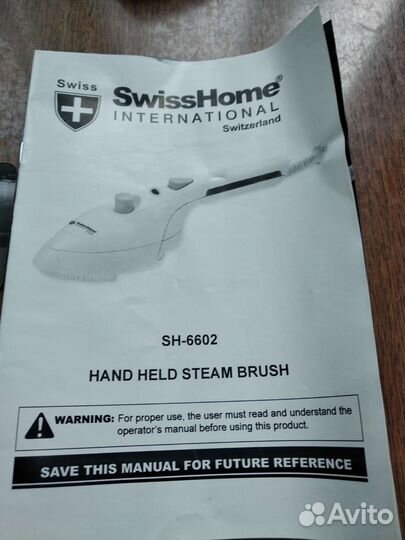 Swiss
SwissHome®
INTERNATIONAL
Switzerland
SH-6602
HAND HELD STEAM BRUSH
WARNING: For proper use, the user must read and understand the
operator's manual before using this product.
SAVE THIS MANUAL FOR FUTURE REFERENCE
Avito